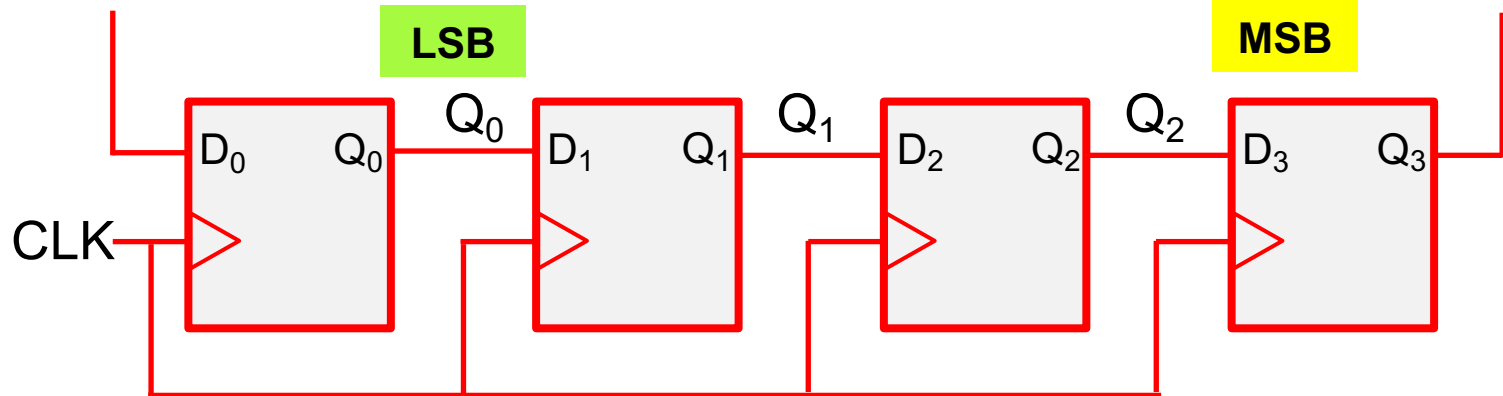 LSB
MSB
Q₀
Q₁
Q₂
D₀ Q₀
D₁ Q₁
D₂ Q₂
D₃ Q₃
CLK